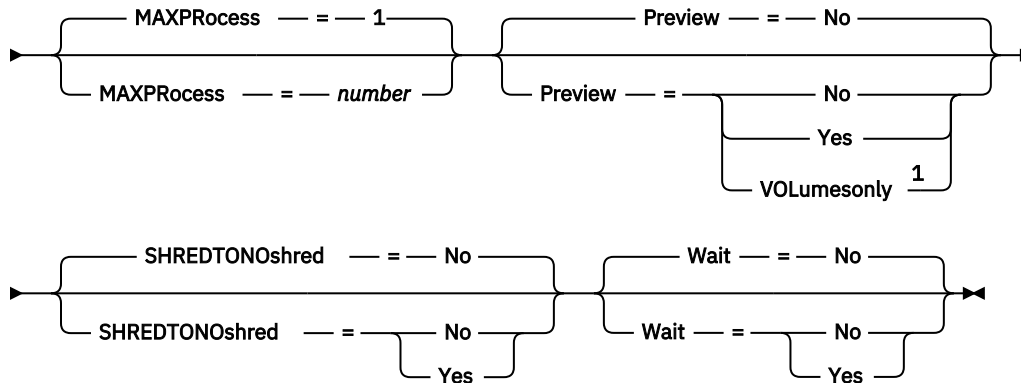 MAXPRocess = 1 Preview = No
MAXPRocess = number Preview = No
Yes
VOLumesonly 1
SHREDTONOshred = No Wait = No
SHREDTONOshred = No Wait = No
Yes Yes